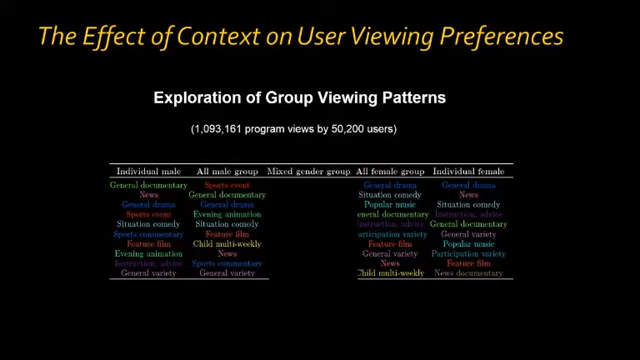 The Effect of Context on User Viewing Preferences
Exploration of Group Viewing Patterns
(1,093,161 program views by 50,200 users)
Individual male All male group Mixed gender group All female group Individual female
General documentary Sports event General drama General drama
News General documentary Situation comedy News
General drama General drama Popular music Situation comedy
Sports event Evening animation eneral documentary Instruction, advice
Situation comedy Situation comedy Instruction, advice General documentary
Sports commentary Feature film articipation variety General variety
Feature film Child multi-weekly Feature film Popular music
Evening animation News General variety Participation variety
Instruction, advice Sports commentary News Feature film
General variety General variety Child multi-weekly News documentary